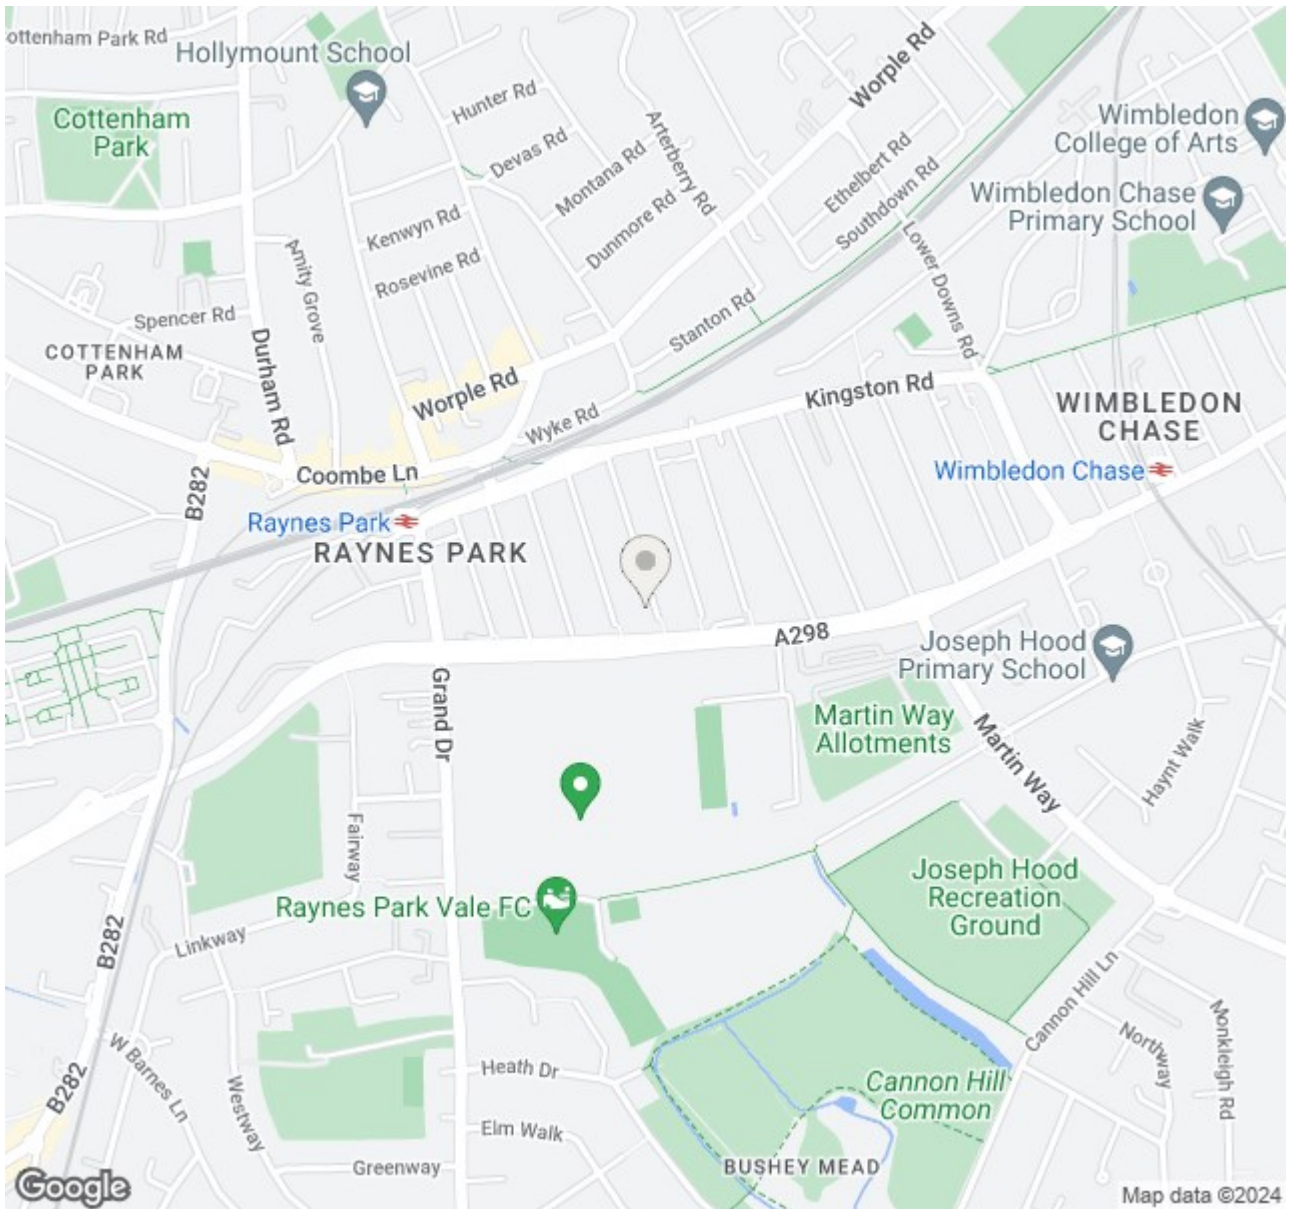 ottenham Park Rd
Hollymount School
Worple Rd
Hunter Rd
Cottenham
Park
Devas Rd
Arterberry Rd
Montana Rd
Ethelbert Rd
Wimbledon
College of Arts
Southdown Rd
Wimbledon Chase
Primary School
Kenwyn Rd
Dunmore Rd
Lower Downs Rd
Amity Grove
Rosevine Rd
Spencer Rd
Stanton Rd
COTTENHAM
PARK
Durham Rd
Worple Rd
Kingston Rd
WIMBLEDON
CHASE
Wyke Rd
Coombe Ln
Wimbledon Chase
B282
Raynes Park
RAYNES PARK
A298
Joseph Hood
Primary School
Grand Dr
Martin Way
Allotments
Martin Way
Haynt Walk
Fairway
Joseph Hood
Recreation
Ground
Raynes Park Vale FC
Linkway
B282
Cannon Hill Ln
Northway
Monkleigh Rd
W Barnes Ln
B282
Westway
Heath Dr
Cannon Hill
Common
Elm Walk
Greenway
BUSHEY MEAD
Google
Map data ©2024